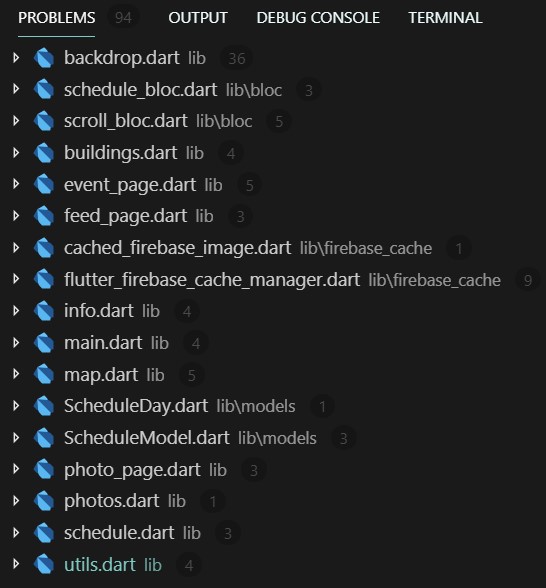 PROBLEMS 94 OUTPUT DEBUG CONSOLE TERMINAL
backdrop.dart lib 36
schedule_bloc.dart lib\bloc 3
scroll_bloc.dart lib\bloc 5
buildings.dart lib 4
event_page.dart lib 5
feed_page.dart lib 3
cached_firebase_image.dart lib\firebase_cache 1
flutter_firebase_cache_manager.dart lib\firebase_cache 9
info.dart lib 4
main.dart lib 4
map.dart lib 5
ScheduleDay.dart lib\models 1
ScheduleModel.dart lib\models 3
photo_page.dart lib 3
photos.dart lib 1
schedule.dart lib 3
utils.dart lib 4